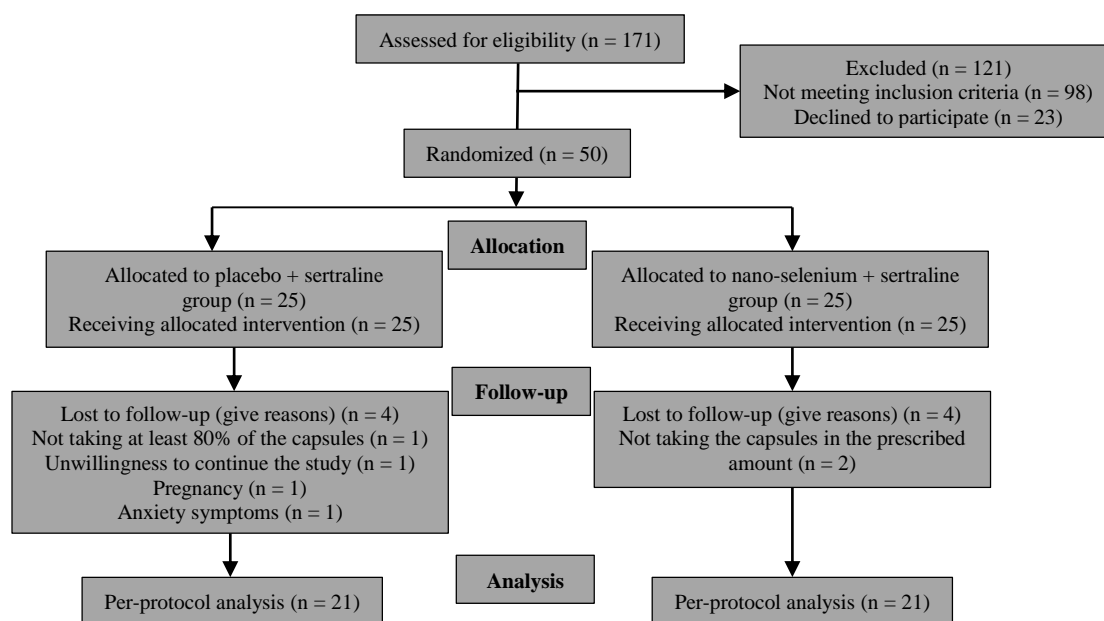 Assessed for eligibility (n = 171)
Excluded (n = 121)
Not meeting inclusion criteria (n = 98)
Declined to participate (n = 23)
Randomized (n = 50)
Allocation
Allocated to placebo + sertraline
group (n = 25)
Receiving allocated intervention (n = 25)
Allocated to nano-selenium + sertraline
group (n = 25)
Receiving allocated intervention (n = 25)
Follow-up
Lost to follow-up (give reasons) (n = 4)
Not taking at least 80% of the capsules (n = 1)
Unwillingness to continue the study (n = 1)
Pregnancy (n = 1)
Anxiety symptoms (n = 1)
Lost to follow-up (give reasons) (n = 4)
Not taking the capsules in the prescribed
amount (n = 2)
Analysis
Per-protocol analysis (n = 21)
Per-protocol analysis (n = 21)